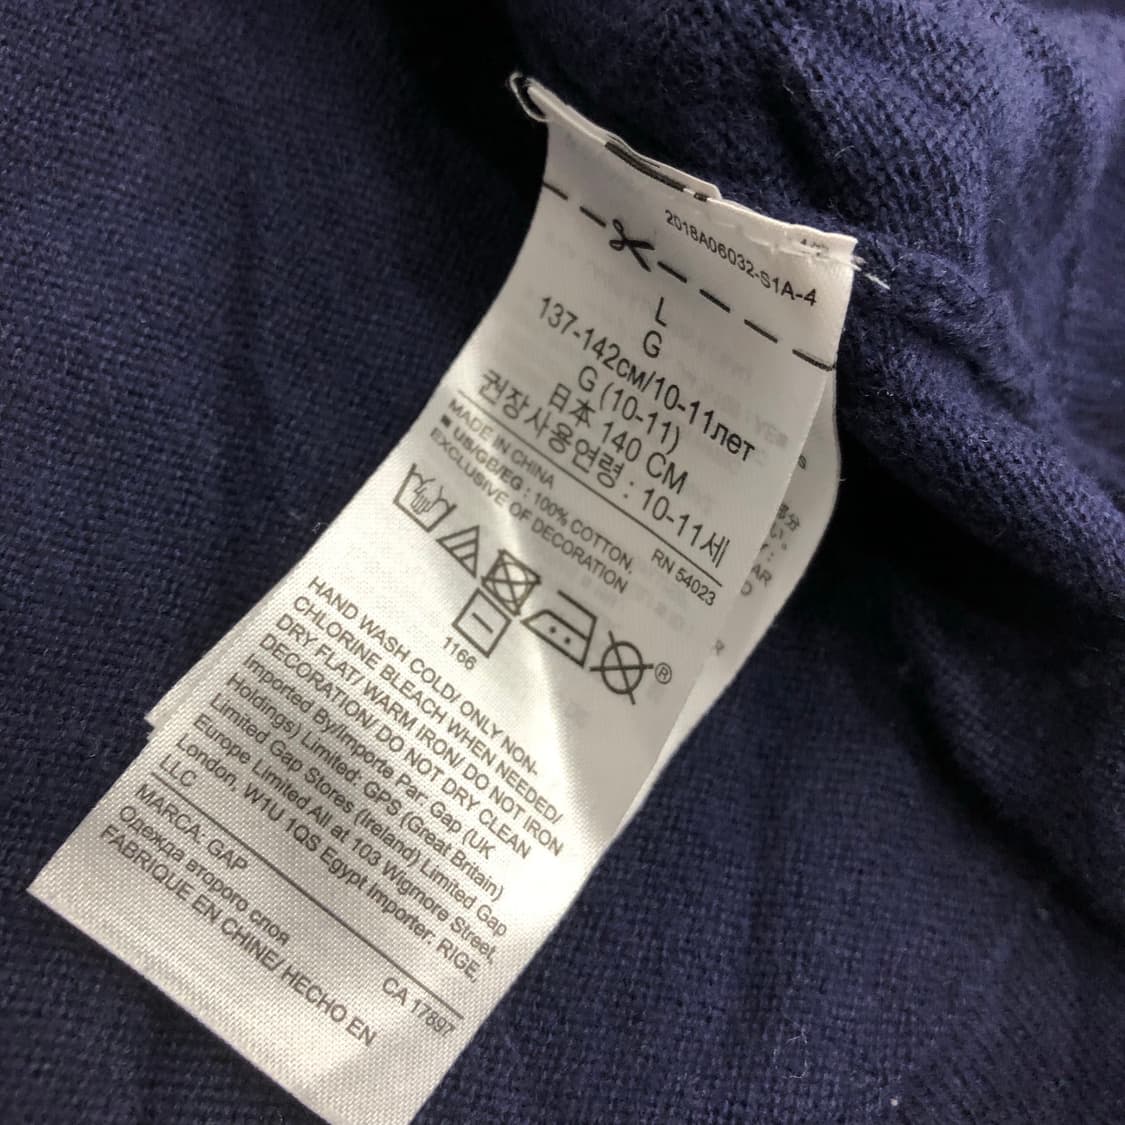 2018A06032-S1A-4
L
G
137-142см/10-11лет
G (10-11)
日本 140 CM
권장사용연령 : 10-11세
MADE IN CHINA RN 54023
US/GB/EG : 100% COTTON,
EXCLUSIVE OF DECORATION
®
1166
HAND WASH COLD/ ONLY NON-
CHLORINE BLEACH WHEN NEEDED/
DRY FLAT/ WARM IRON/ DO NOT IRON
DECORATION/ DO NOT DRY CLEAN
Imported By/Importe Par: Gap (UK
Holdings) Limited: GPS (Great Britain)
Limited Gap Stores (Ireland) Limited Gap
Europe Limited All at 103 Wigmore Street,
London, W1U 1QS Egypt Importer: RIGE,
LLC
MARCA: GAP CA 17897
Одежда второго слоя
FABRIQUE EN CHINE/ HECHO EN